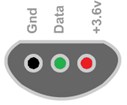 Gnd
Data
+3.6v